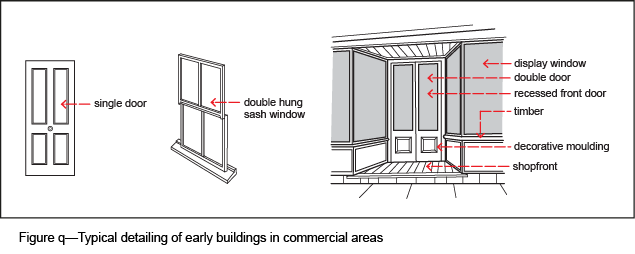 single door
double hung
sash window
display window
double door
recessed front door
timber
decorative moulding
shopfront
Figure q—Typical detailing of early buildings in commercial areas